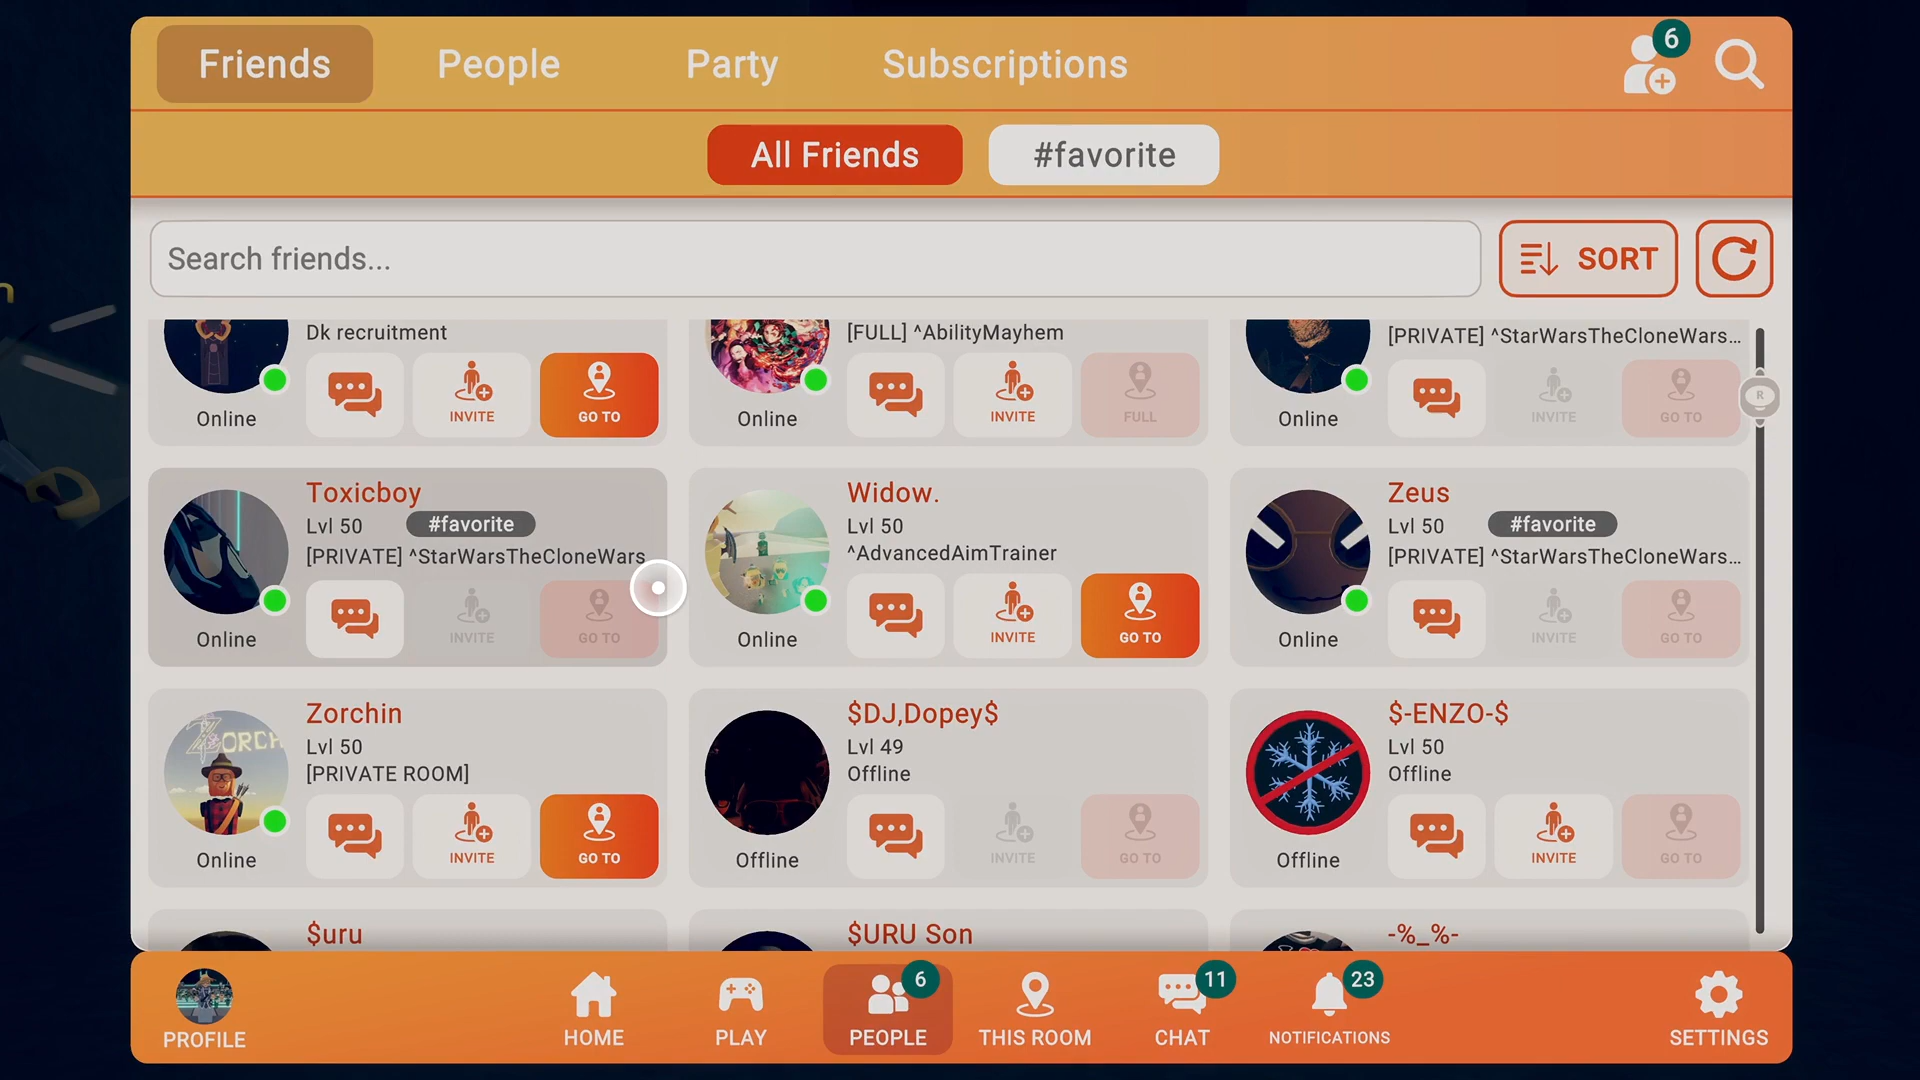 Friends People Party Subscriptions 6
All Friends #favorite
Search friends... SORT
Dk recruitment
Online INVITE GO TO
[FULL] ^AbilityMayhem
Online INVITE FULL
[PRIVATE] ^StarWarsTheCloneWars...
Online INVITE GO TO
R
Toxicboy
Lvl 50 #favorite
[PRIVATE] ^StarWarsTheCloneWars
Online INVITE GO TO
Widow.
Lvl 50
^AdvancedAimTrainer
Online INVITE GO TO
Zeus
Lvl 50 #favorite
[PRIVATE] ^StarWarsTheCloneWars...
Online INVITE GO TO
ZORCH
Zorchin
Lvl 50
[PRIVATE ROOM]
Online INVITE GO TO
$DJ,Dopey$
Lvl 49
Offline
Offline INVITE GO TO
$-ENZO-$
Lvl 50
Offline
Offline INVITE GO TO
$uru
$URU Son
-%_%-
PROFILE HOME PLAY PEOPLE 6 THIS ROOM CHAT 11 NOTIFICATIONS 23 SETTINGS